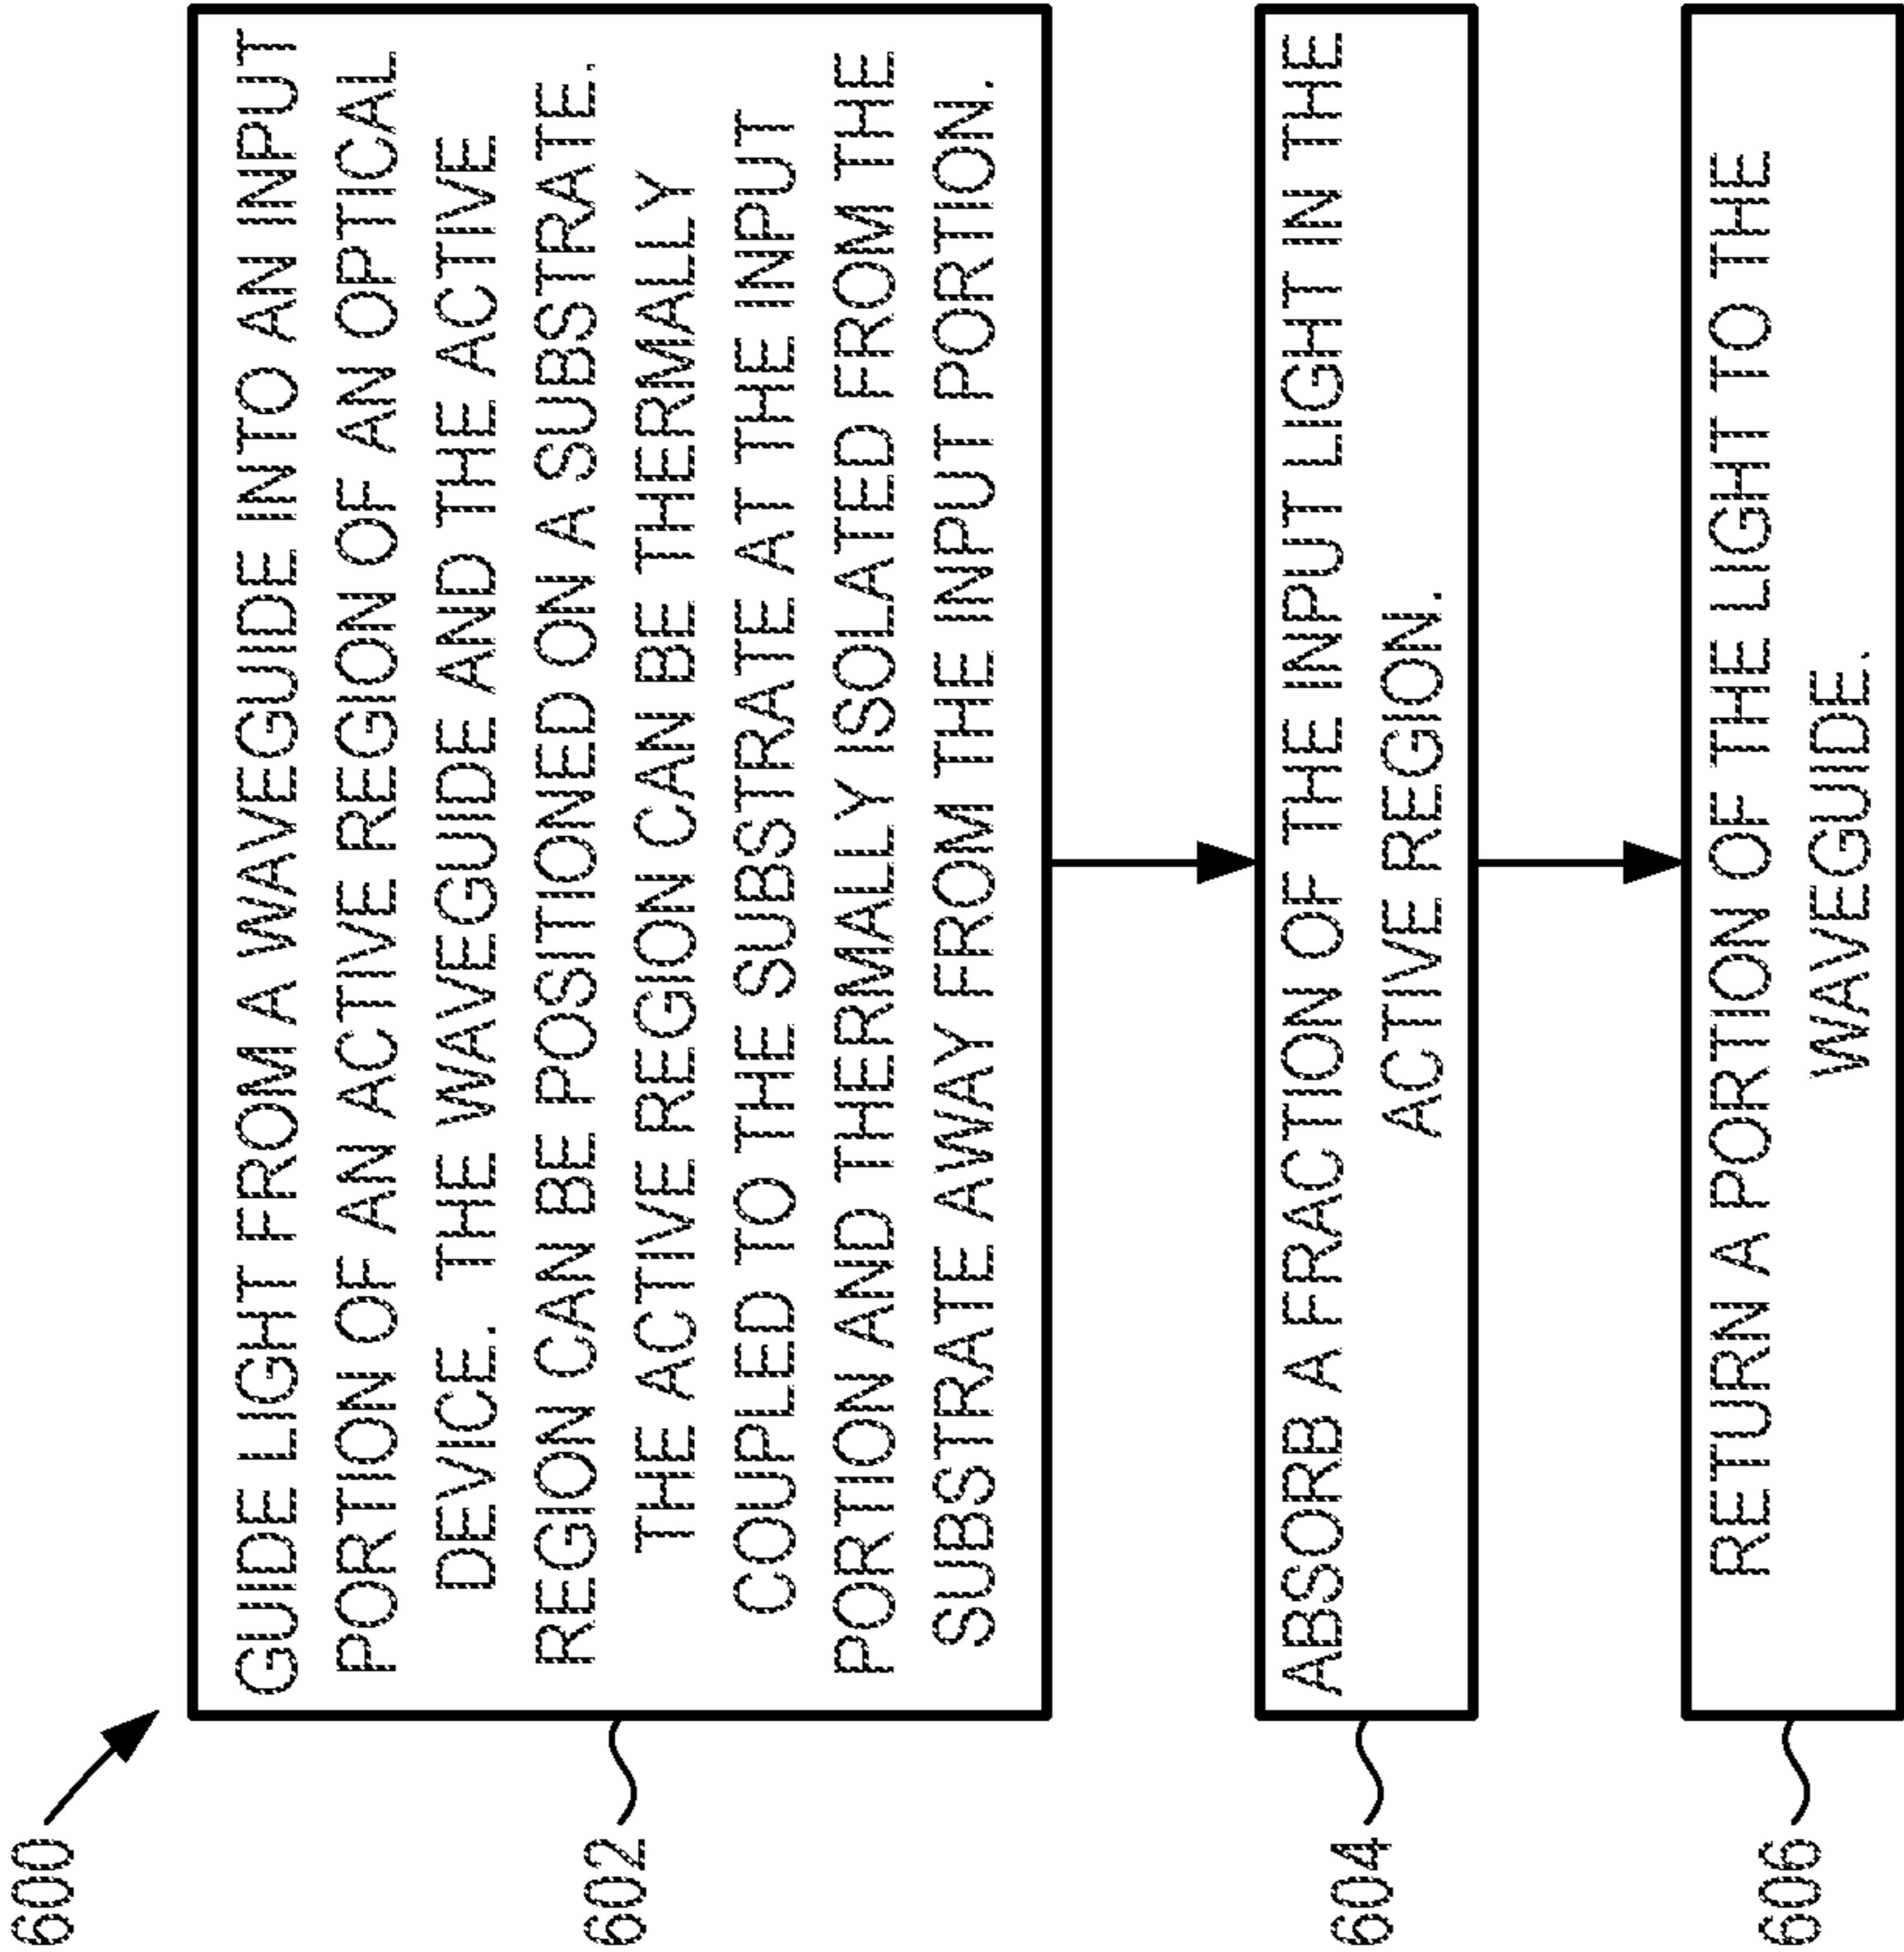 600
602
GUIDE LIGHT FROM A WAVEGUIDE INTO AN INPUT
PORTION OF AN ACTIVE REGION OF AN OPTICAL
DEVICE. THE WAVEGUIDE AND THE ACTIVE
REGION CAN BE POSITIONED ON A SUBSTRATE.
THE ACTIVE REGION CAN BE THERMALLY
COUPLED TO THE SUBSTRATE AT THE INPUT
PORTION AND THERMALLY ISOLATED FROM THE
SUBSTRATE AWAY FROM THE INPUT PORTION.
604
ABSORB A FRACTION OF THE INPUT LIGHT IN THE
ACTIVE REGION.
606
RETURN A PORTION OF THE LIGHT TO THE
WAVEGUIDE.